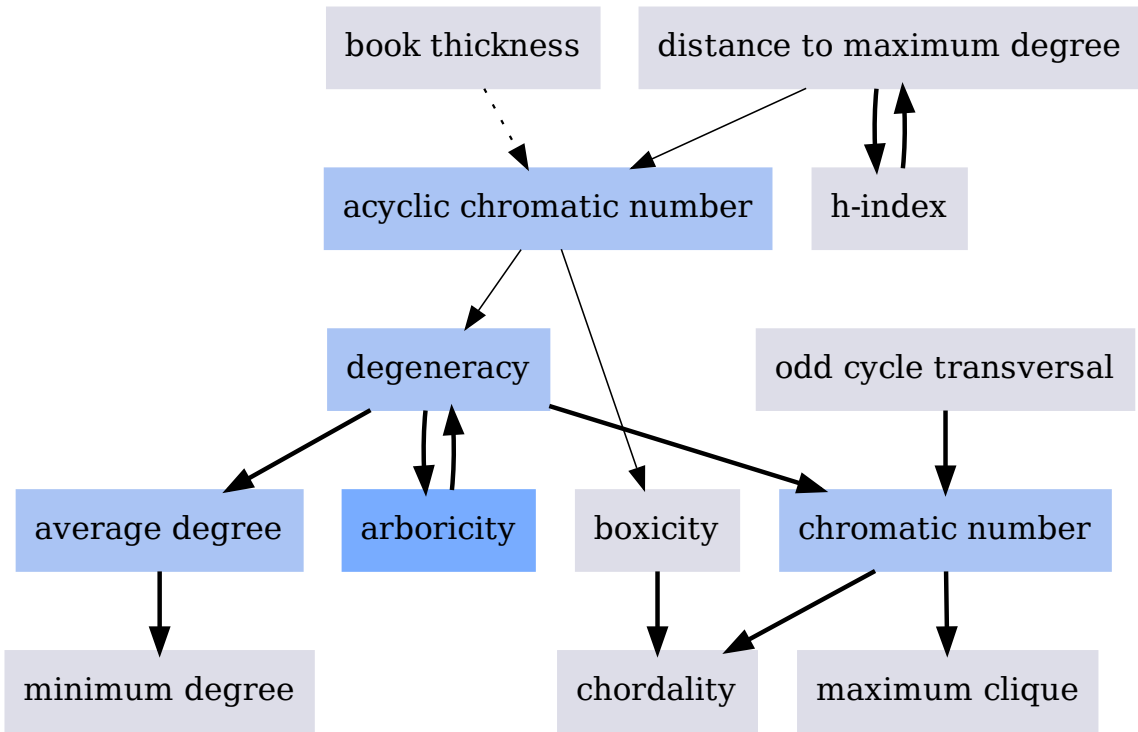 book thickness
distance to maximum degree
acyclic chromatic number
h-index
degeneracy
odd cycle transversal
average degree
arboricity
boxicity
chromatic number
minimum degree
chordality
maximum clique